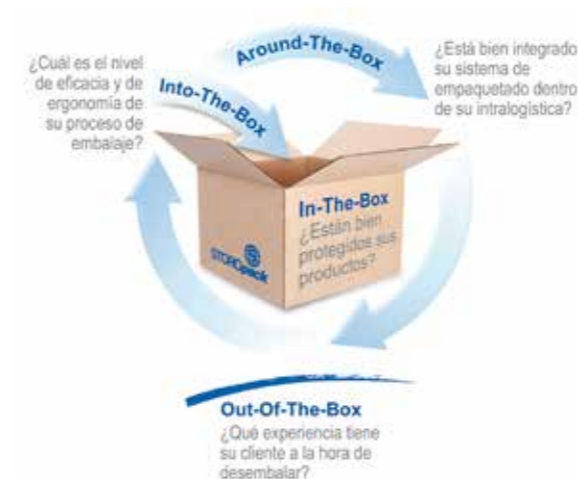 Around-The-Box
¿Está bien integrado
su sistema de
empaquetado dentro
de su intralogística?
¿Cuál es el nivel
de eficacia y de
ergonomía de
su proceso de
embalaje?
Into-The-Box
In-The-Box
¿Están bien
protegidos sus
productos?
STOROpack
Out-Of-The-Box
¿Qué experiencia tiene
su cliente a la hora de
desembalar?